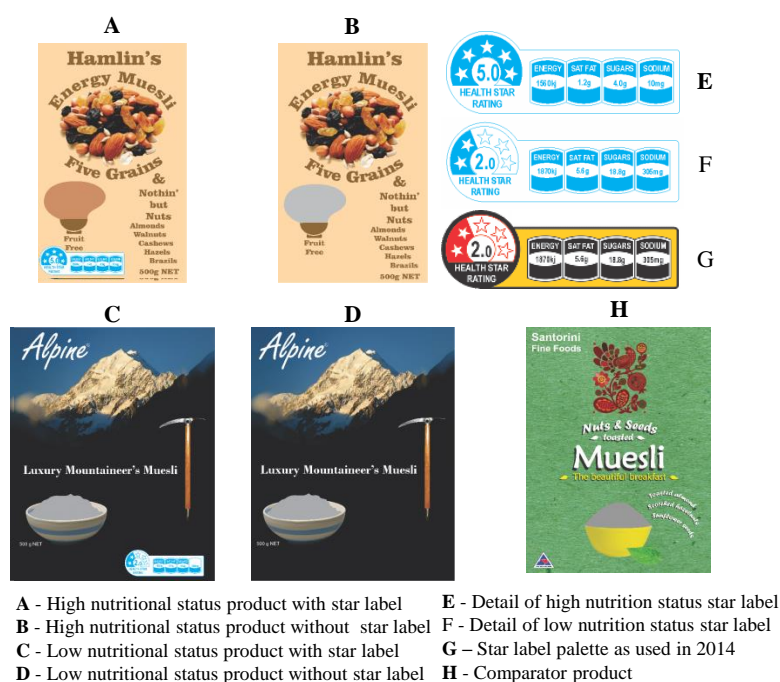 A
Hamlin's
Energy Muesli
Five Grains
&
Nothin'
but
Nuts
Almonds
Walnuts
Cashews
Hazels
Brasils
500g NET
Fruit
Free
B
Hamlin's
Energy Muesli
Five Grains
&
Nothin'
but
Nuts
Almonds
Walnuts
Cashews
Hazels
Brasils
500g NET
Fruit
Free
5.0
HEALTH STAR
RATING
ENERGY SAT FAT SUGARS SODIUM
1560kj 1.2g 4.0g 10mg
E
2.0
HEALTH STAR
RATING
ENERGY SAT FAT SUGARS SODIUM
1870kj 5.6g 18.8g 305mg
F
2.0
HEALTH STAR
RATING
ENERGY SAT FAT SUGARS SODIUM
1870kj 5.6g 18.8g 305mg
G
C
Alpine
Luxury Mountaineer's Muesli
500 g NET
D
Alpine
Luxury Mountaineer's Muesli
500 g NET
H
Santorini
Fine Foods
Nuts & Seeds
toasted
Muesli
The beautiful breakfast
Toasted almonds
A - High nutritional status product with star label
B - High nutritional status product without star label
C - Low nutritional status product with star label
D - Low nutritional status product without star label
E - Detail of high nutrition status star label
F - Detail of low nutrition status star label
G – Star label palette as used in 2014
H - Comparator product